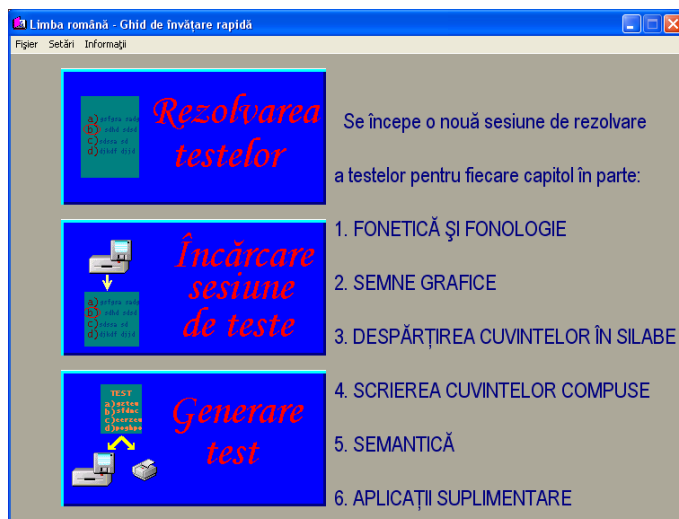 Limba română - Ghid de învățare rapidă
Fișier Setări Informații
Rezolvarea
testelor
Încărcare
sesiune
de teste
TEST
Generare
test
Se începe o nouă sesiune de rezolvare
a testelor pentru fiecare capitol în parte:
1. FONETICĂ ŞI FONOLOGIE
2. SEMNE GRAFICE
3. DESPĂRŢIREA CUVINTELOR ÎN SILABE
4. SCRIEREA CUVINTELOR COMPUSE
5. SEMANTICĂ
6. APLICAŢII SUPLIMENTARE